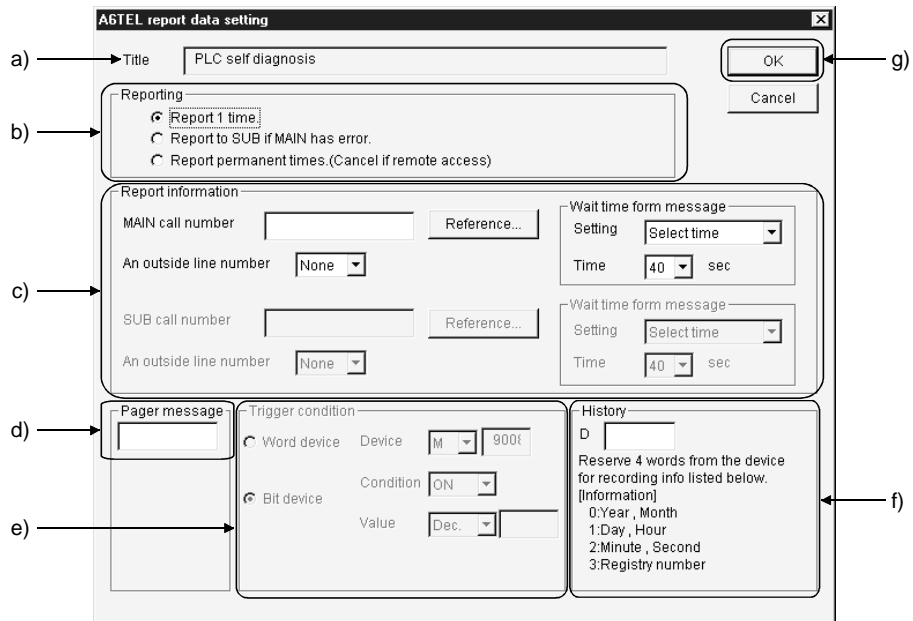 A6TEL report data setting
a)
Title
PLC self diagnosis
OK
g)
Cancel
b)
Reporting
Report 1 time.
Report to SUB if MAIN has error.
Report permanent times.(Cancel if remote access)
c)
Report information
MAIN call number
Reference...
An outside line number
None
Wait time form message
Setting
Select time
Time
40
sec
SUB call number
Reference...
An outside line number
None
Wait time form message
Setting
Select time
Time
40
sec
d)
Pager message
e)
Trigger condition
Word device
Device
M
9008
Bit device
Condition
ON
Value
Dec.
f)
History
D
Reserve 4 words from the device
for recording info listed below.
[Information]
0:Year , Month
1:Day , Hour
2:Minute , Second
3:Registry number